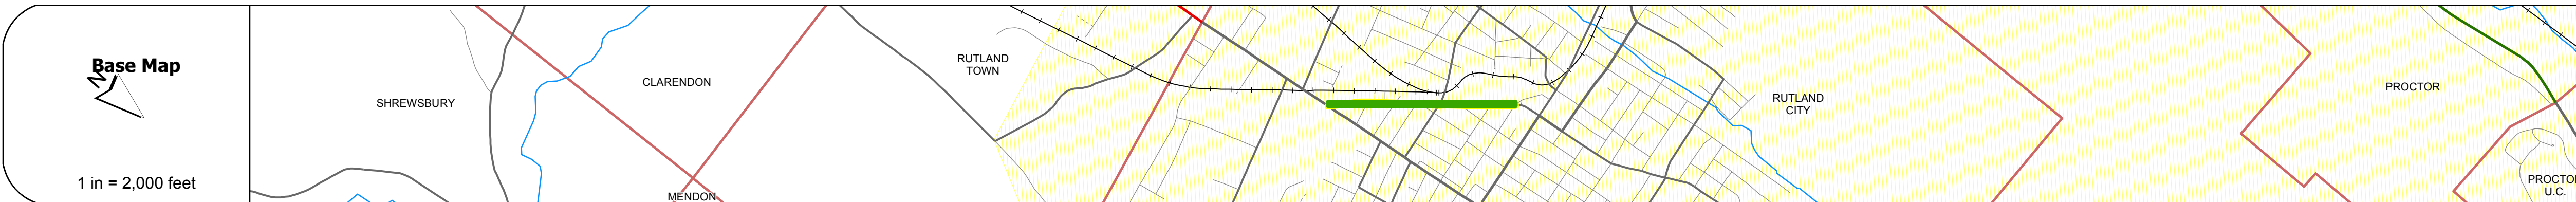 Base Map
N
1 in = 2,000 feet
SHREWSBURY
CLARENDON
MENDON
RUTLAND
TOWN
RUTLAND
CITY
PROCTOR
U.C.